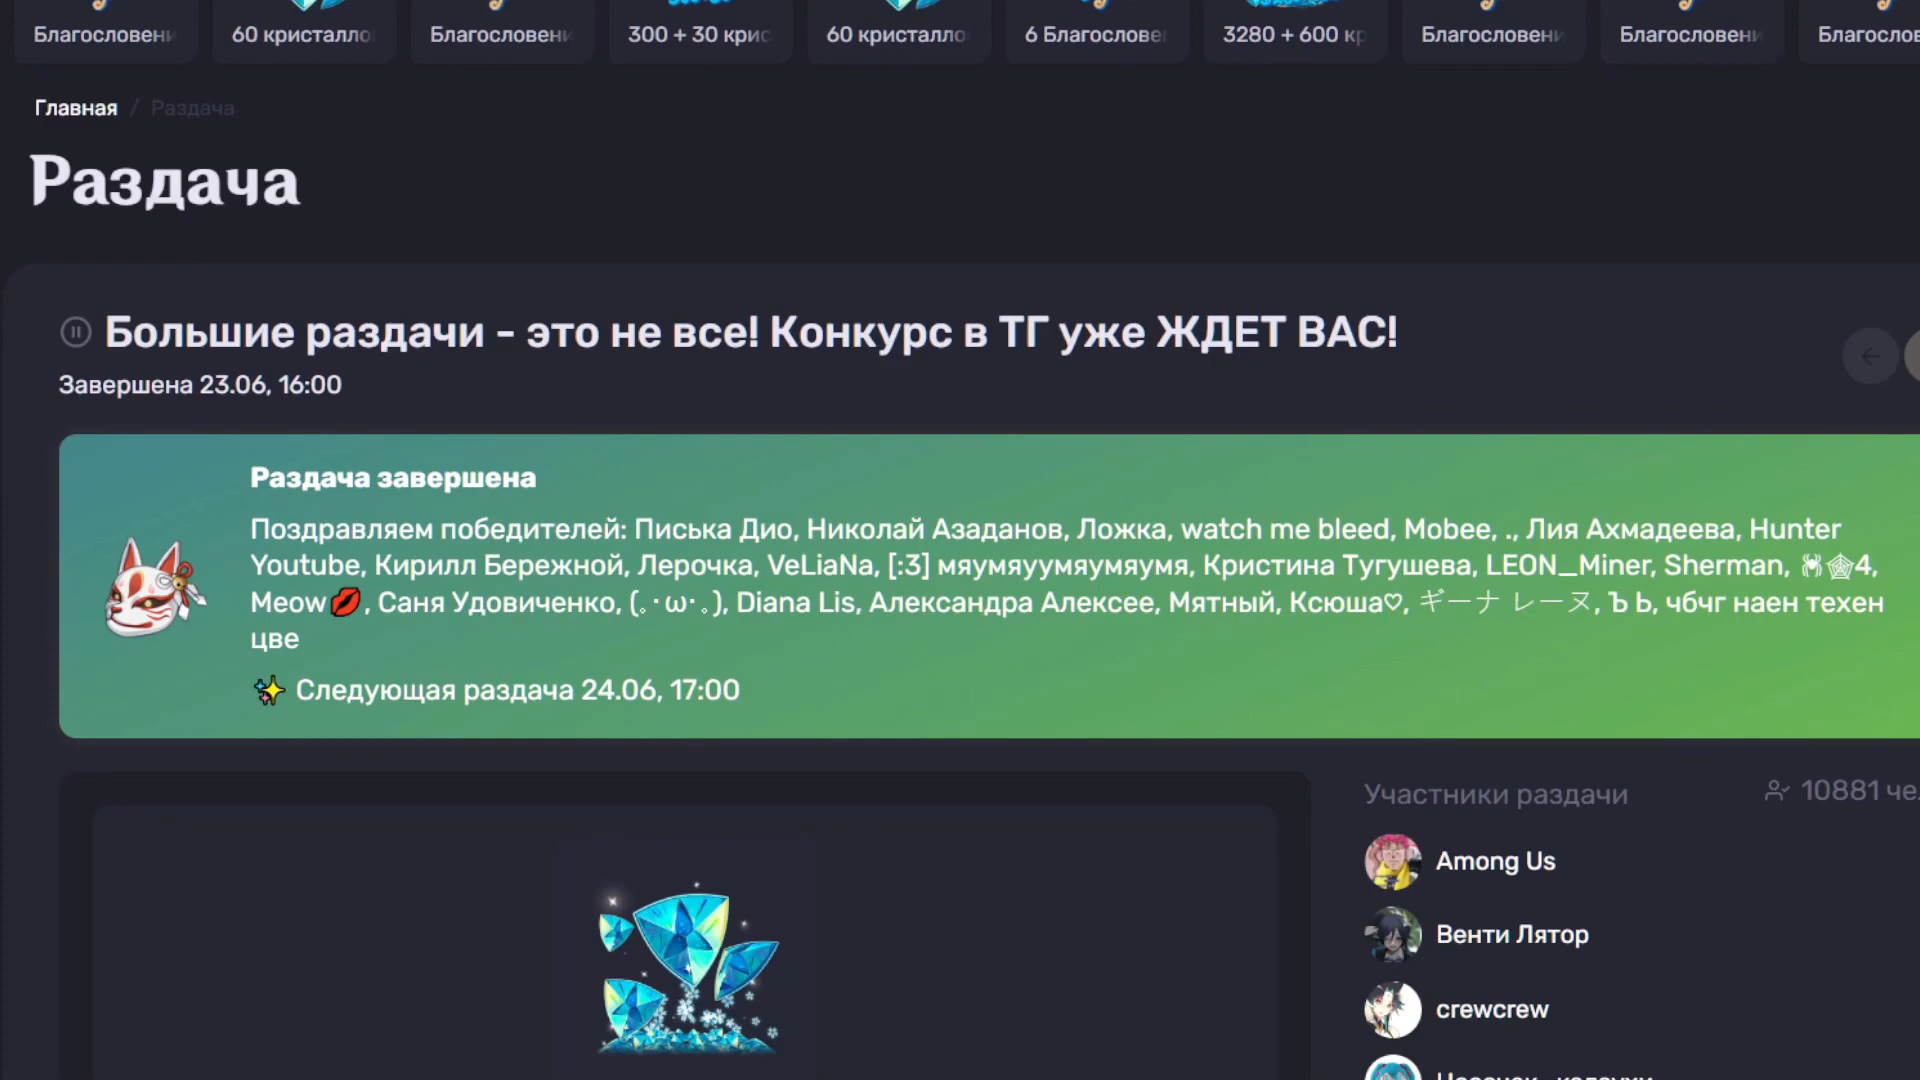 Благословени
60 кристалло
Благословени
300 + 30 крис
60 кристалло
6 Благослове
3280 + 600 кр
Благословени
Благословени
Благослов
Главная / Раздача
Раздача
Большие раздачи - это не все! Конкурс в ТГ уже ЖДЕТ ВАС!
Завершена 23.06, 16:00
Раздача завершена
Поздравляем победителей: Писька Дио, Николай Азаданов, Ложка, watch me bleed, Mobee, ., Лия Ахмадеева, Hunter
Youtube, Кирилл Бережной, Лерочка, VeLiaNa, [:3] мяумяуумяумяумя, Кристина Тугушева, LEON_Miner, Sherman, 🕷🕸4,
Meow💋, Саня Удовиченко, (｡･ω･｡), Diana Lis, Александра Алексее, Мятный, Ксюша♡, ギーナ レーヌ, Ъ Ь, чбчг наен техен
цве
✨ Следующая раздача 24.06, 17:00
Участники раздачи
10881 че
Among Us
Венти Лятор
crewcrew